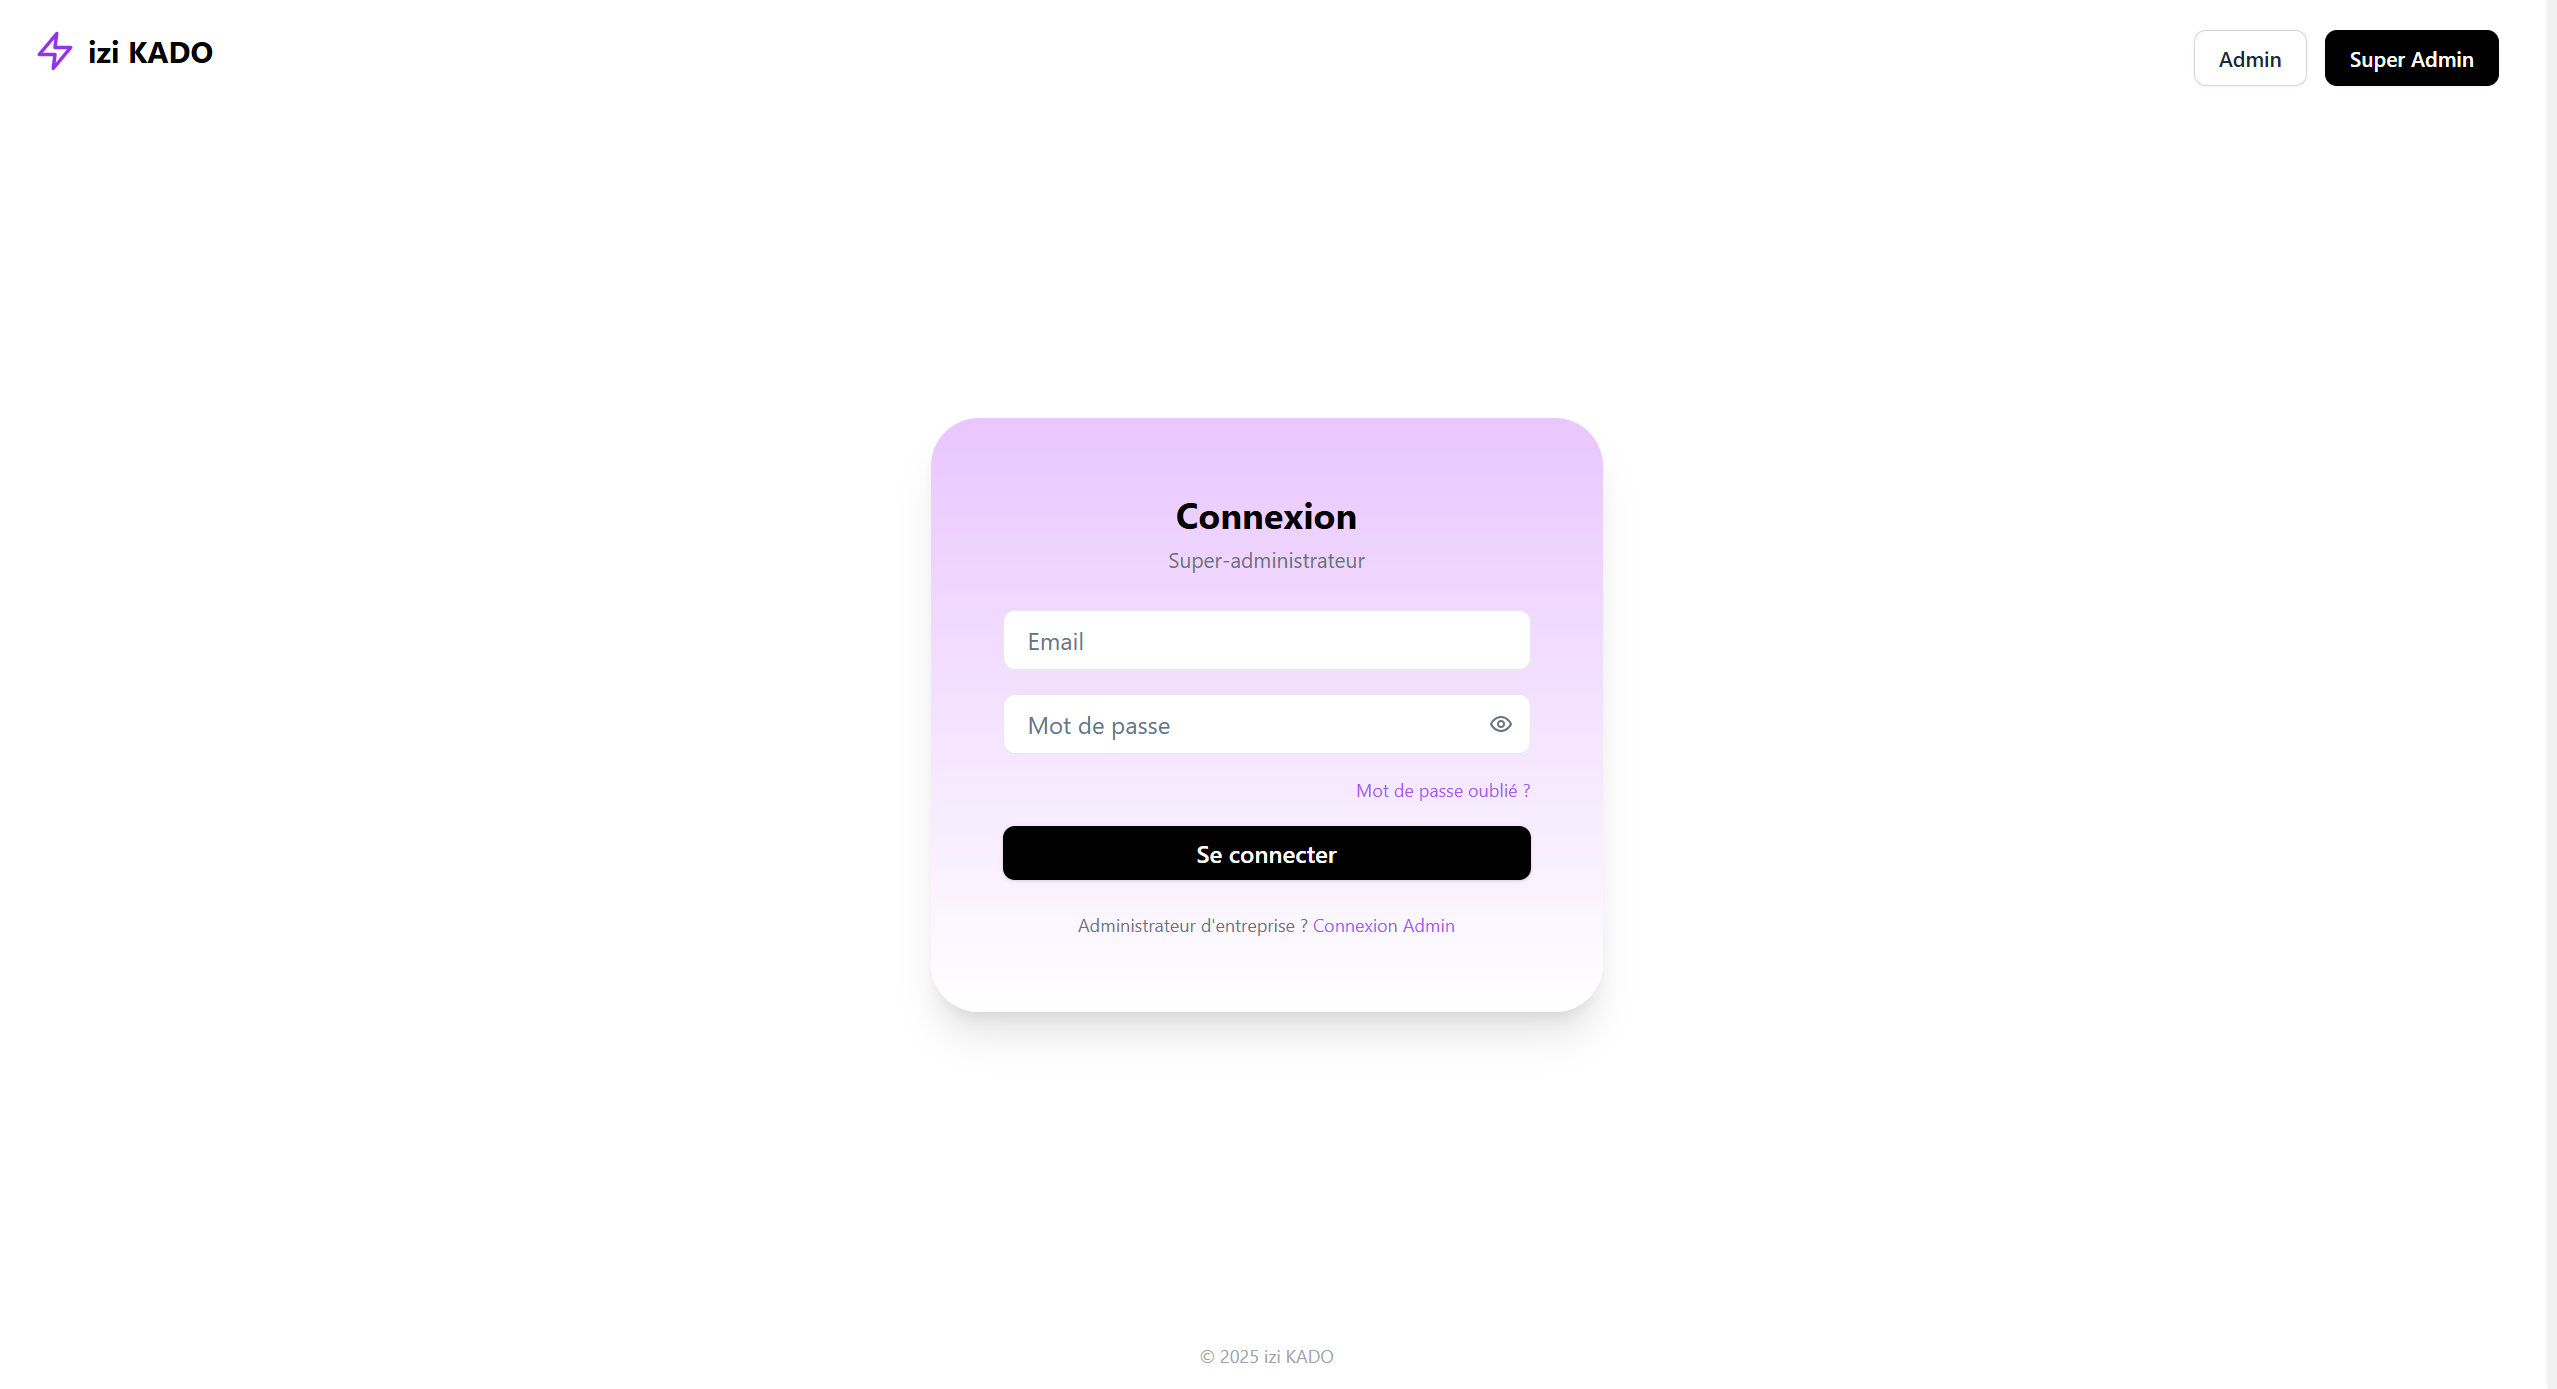 izi KADO
Admin
Super Admin
Connexion
Super-administrateur
Email
Mot de passe
Mot de passe oublié ?
Se connecter
Administrateur d'entreprise ? Connexion Admin
© 2025 izi KADO